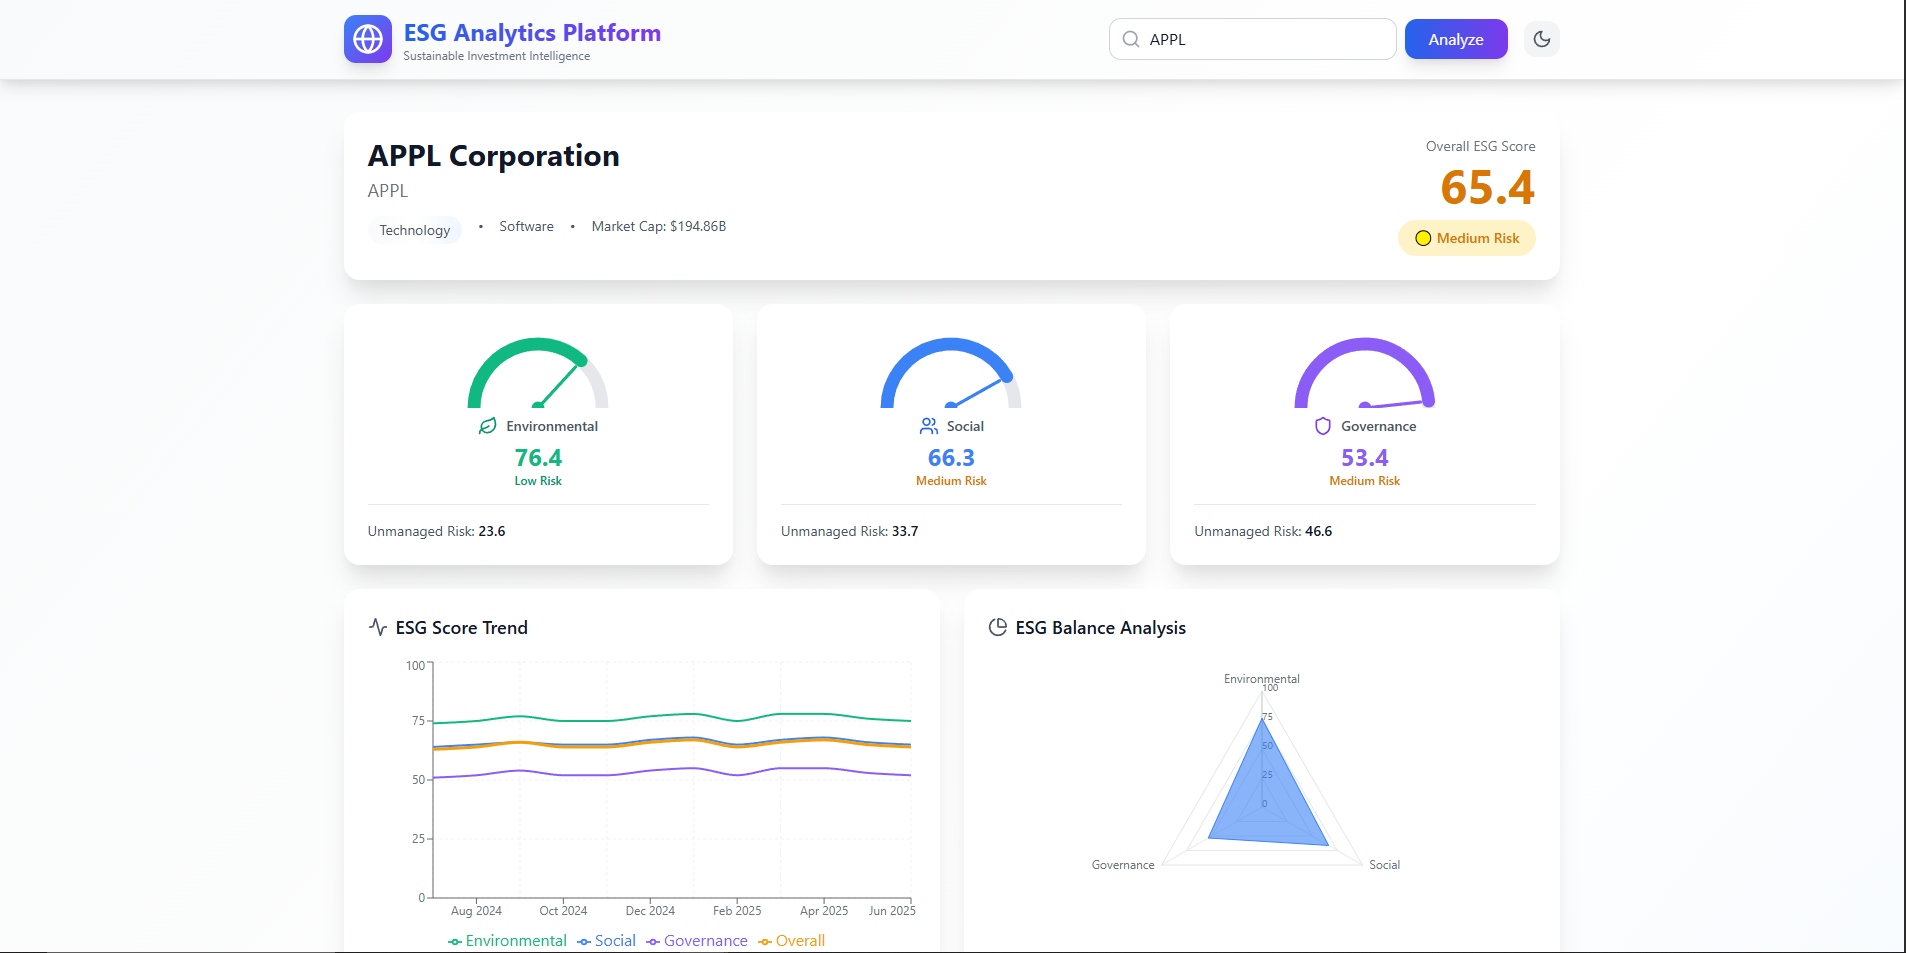 ESG Analytics Platform
Sustainable Investment Intelligence
APPL
Analyze
APPL Corporation
APPL
Technology • Software • Market Cap: $194.86B
Overall ESG Score
65.4
Medium Risk
Environmental
76.4
Low Risk
Unmanaged Risk: 23.6
Social
66.3
Medium Risk
Unmanaged Risk: 33.7
Governance
53.4
Medium Risk
Unmanaged Risk: 46.6
ESG Score Trend
100
75
50
25
0
Aug 2024 Oct 2024 Dec 2024 Feb 2025 Apr 2025 Jun 2025
Environmental Social Governance Overall
ESG Balance Analysis
Environmental
100
75
50
25
0
Governance
Social